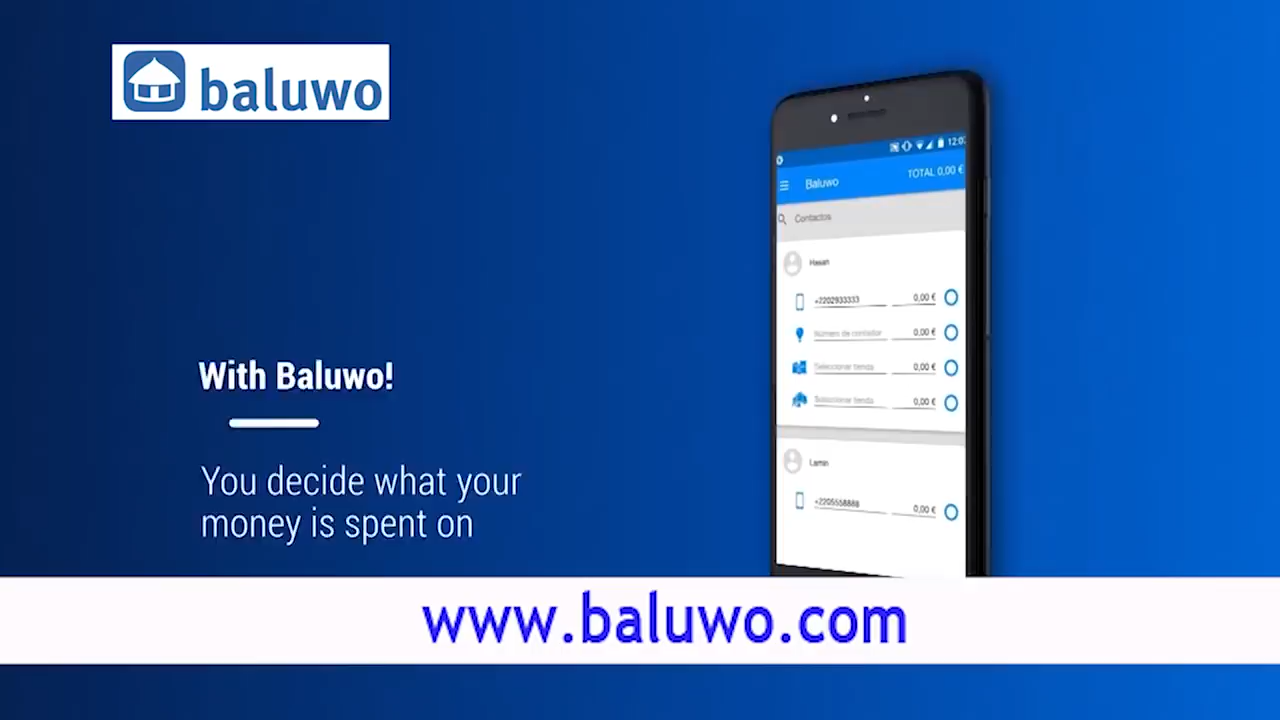 baluwo
12:0
Baluwo
TOTAL 0,00 €
Contactos
Hasan
+2202933333
0,00 €
Número de contador
0,00 €
Seleccionar tienda
0,00 €
Seleccionar tienda
0,00 €
Lamin
+2205558888
0,00 €
With Baluwo!
You decide what your
money is spent on
www.baluwo.com